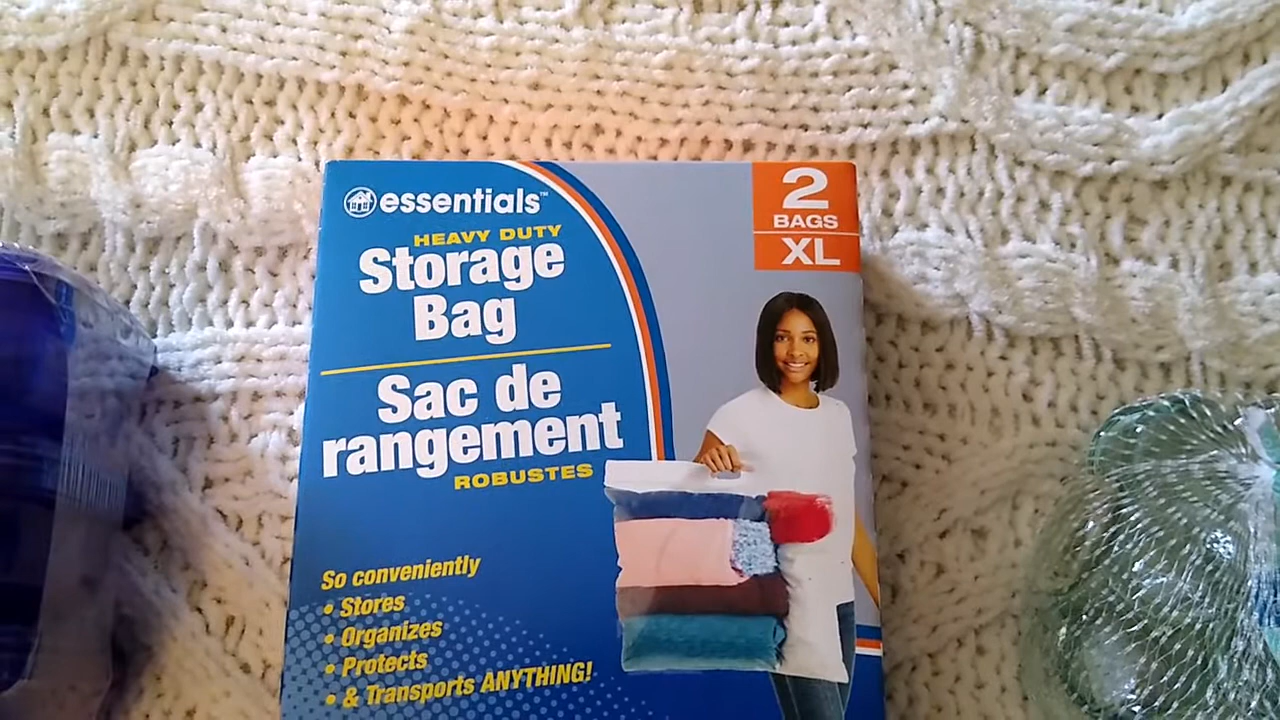 essentials™
HEAVY DUTY
Storage
Bag
Sac de
rangement
ROBUSTES
So conveniently
• Stores
• Organizes
• Protects
• & Transports ANYTHING!
2
BAGS
XL